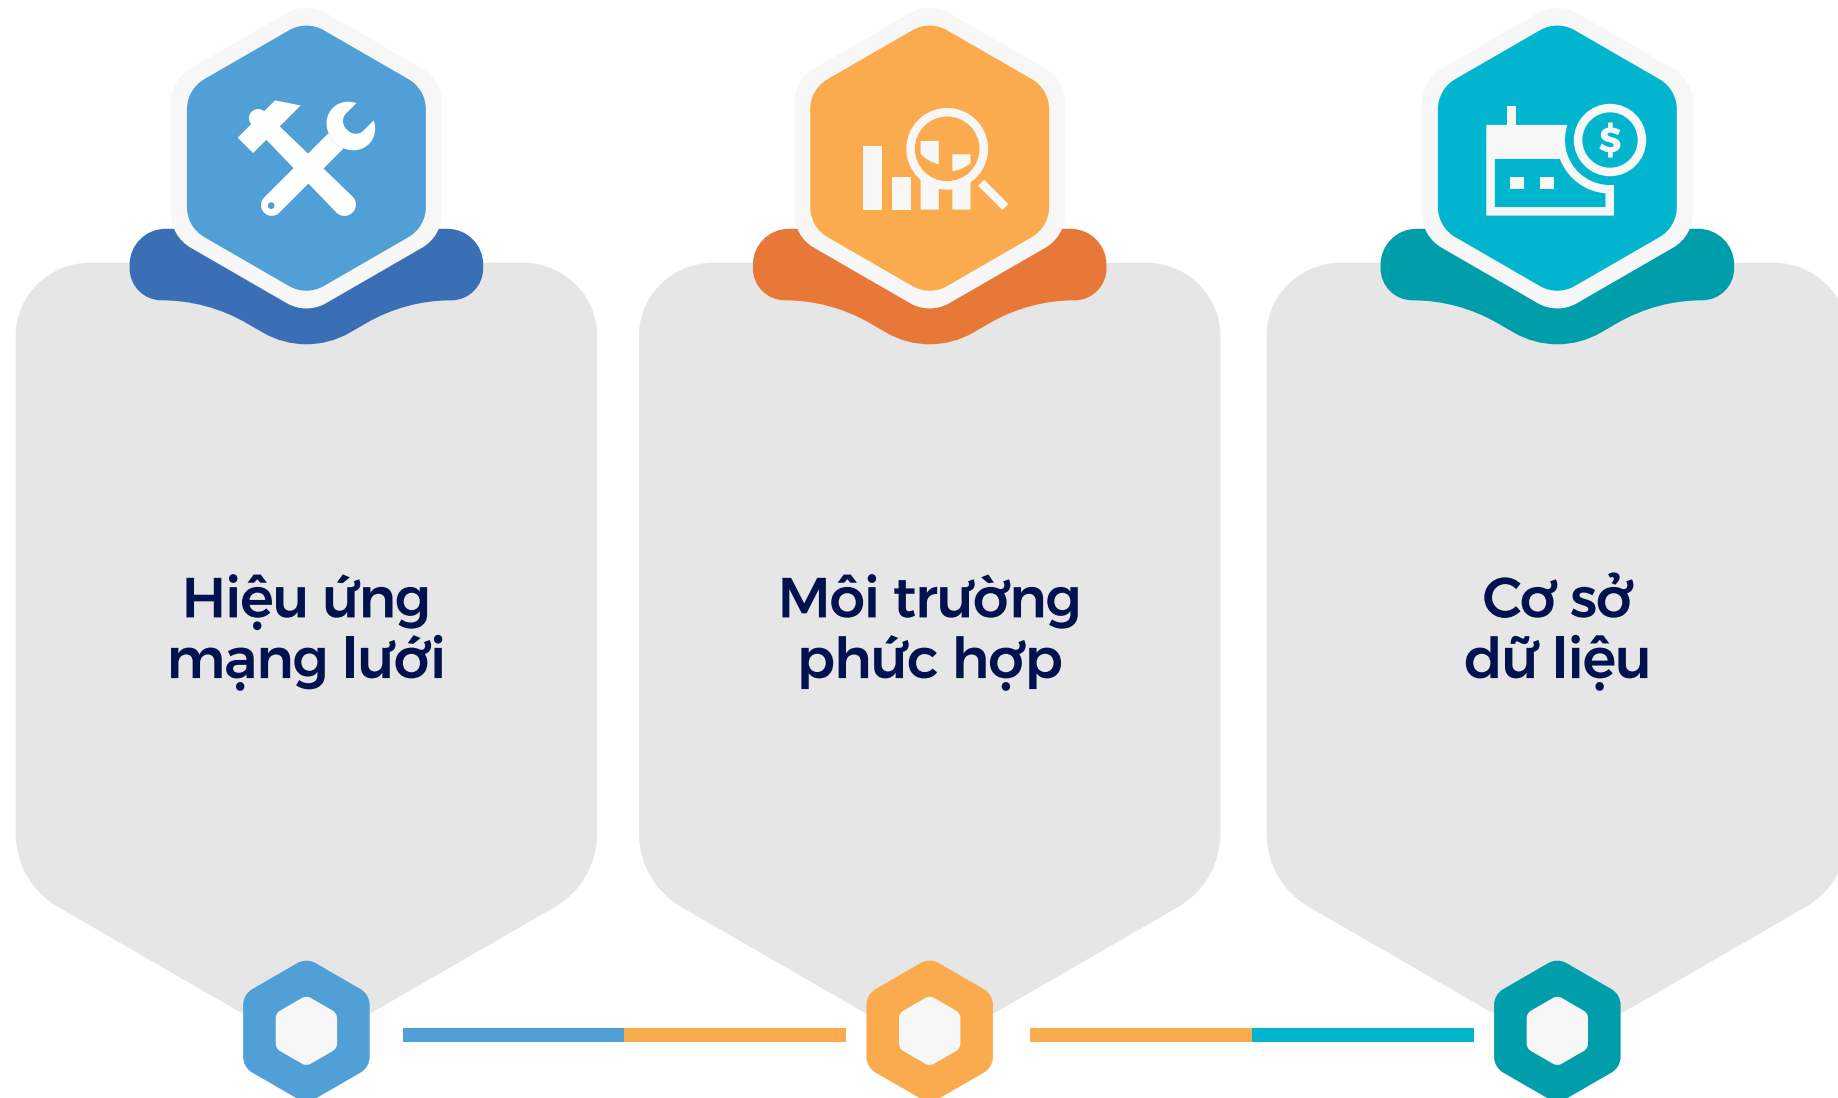 Hiệu ứng
mạng lưới
Môi trường
phức hợp
Cơ sở
dữ liệu
$